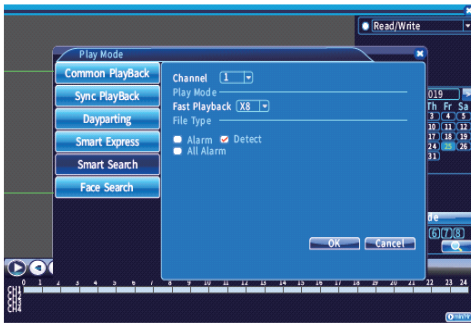 Read/Write
Play Mode
Common PlayBack
Sync PlayBack
Dayparting
Smart Express
Smart Search
Face Search
Channel 1
Play Mode
Fast Playback X8
File Type
Alarm Detect
All Alarm
OK Cancel
019
Th Fr Sa
3 4 5
10 11 12
17 18 19
24 25 26
31
de
6 7 8
0 1 2 3 4 5 6 7 8 9 10 11 12 13 14 15 16 17 18 19 20 21 22 23 24
CH1
CH2
CH3
CH4